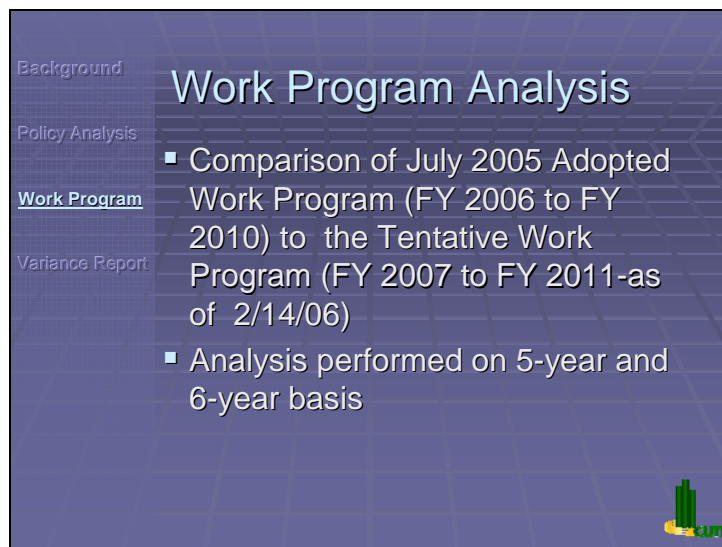 Background
Policy Analysis
Work Program
Variance Report
Work Program Analysis
▪ Comparison of July 2005 Adopted
Work Program (FY 2006 to FY
2010) to the Tentative Work
Program (FY 2007 to FY 2011-as
of 2/14/06)
▪ Analysis performed on 5-year and
6-year basis